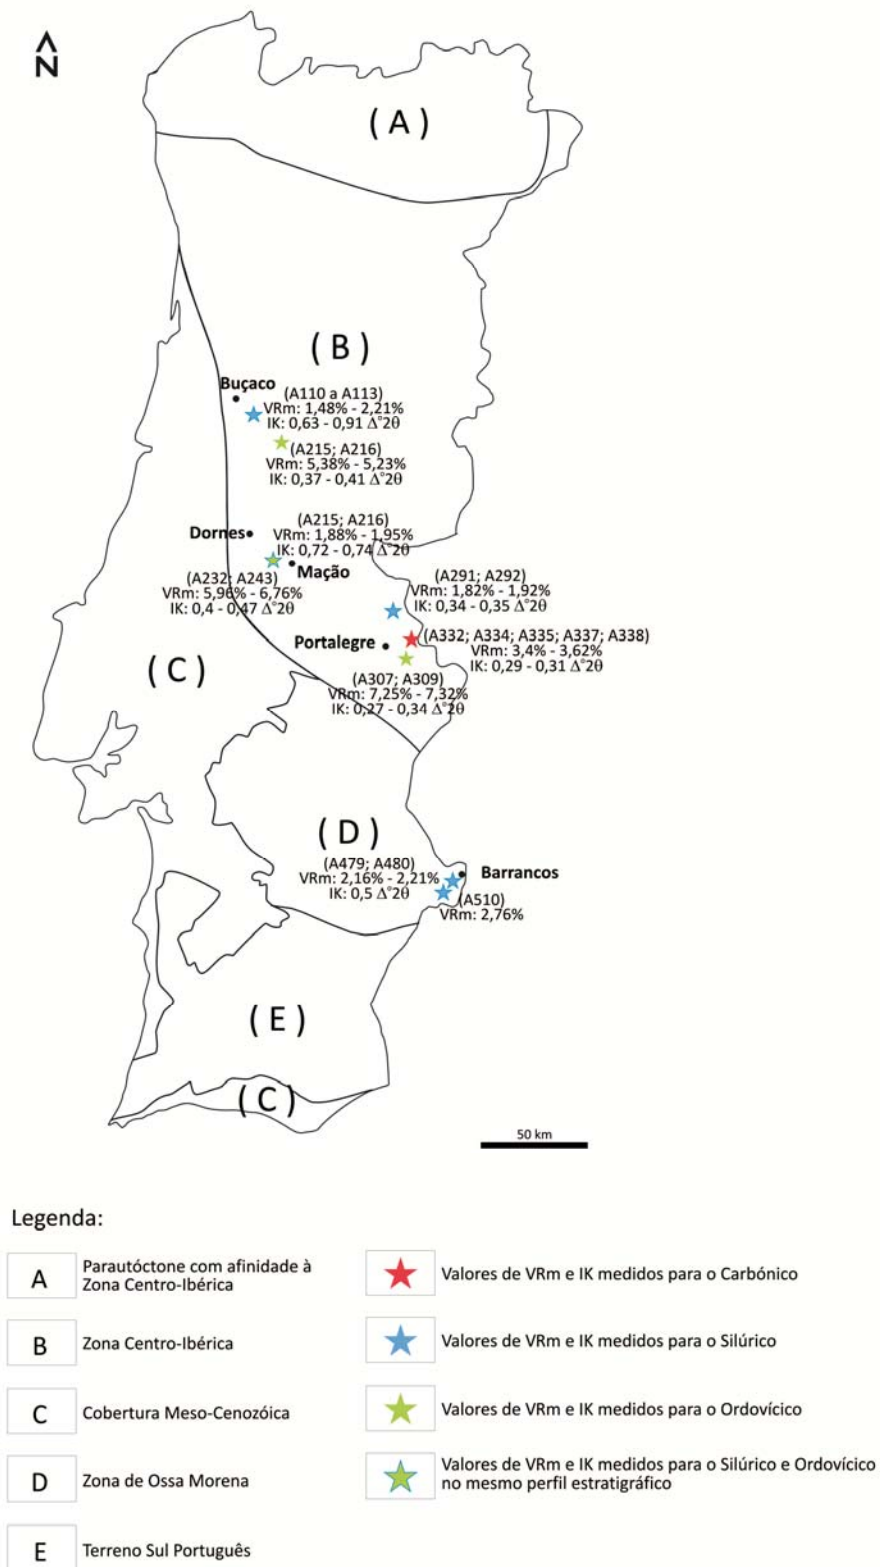 N
( A )
( B )
Buçaco
(A110 a A113)
VRm: 1,48% - 2,21%
IK: 0,63 - 0,91 Δ°2θ
(A215; A216)
VRm: 5,38% - 5,23%
IK: 0,37 - 0,41 Δ°2θ
Dornes
(A215; A216)
VRm: 1,88% - 1,95%
IK: 0,72 - 0,74 Δ°2θ
Mação
(A232; A243)
VRm: 5,96% - 6,76%
IK: 0,4 - 0,47 Δ°2θ
(A291; A292)
VRm: 1,82% - 1,92%
IK: 0,34 - 0,35 Δ°2θ
Portalegre
(A332; A334; A335; A337; A338)
VRm: 3,4% - 3,62%
IK: 0,29 - 0,31 Δ°2θ
( C )
(A307; A309)
VRm: 7,25% - 7,32%
IK: 0,27 - 0,34 Δ°2θ
( D )
(A479; A480)
VRm: 2,16% - 2,21%
IK: 0,5 Δ°2θ
Barrancos
(A510)
VRm: 2,76%
( E )
( C )
50 km
Legenda:
A
Parautóctone com afinidade à
Zona Centro-Ibérica
B
Zona Centro-Ibérica
C
Cobertura Meso-Cenozóica
D
Zona de Ossa Morena
E
Terreno Sul Português
Valores de VRm e IK medidos para o Carbónico
Valores de VRm e IK medidos para o Silúrico
Valores de VRm e IK medidos para o Ordovícico
Valores de VRm e IK medidos para o Silúrico e Ordovícico
no mesmo perfil estratigráfico